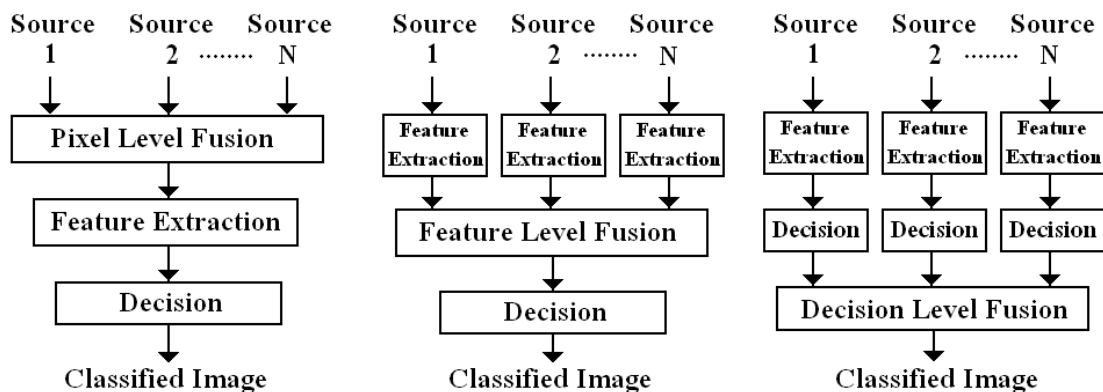 Source Source Source
1 2 ........ N
Pixel Level Fusion
Feature Extraction
Decision
Classified Image
Source Source Source
1 2 ........ N
Feature Feature Feature
Extraction Extraction Extraction
Feature Level Fusion
Decision
Classified Image
Source Source Source
1 2 ........ N
Feature Feature Feature
Extraction Extraction Extraction
Decision Decision Decision
Decision Level Fusion
Classified Image